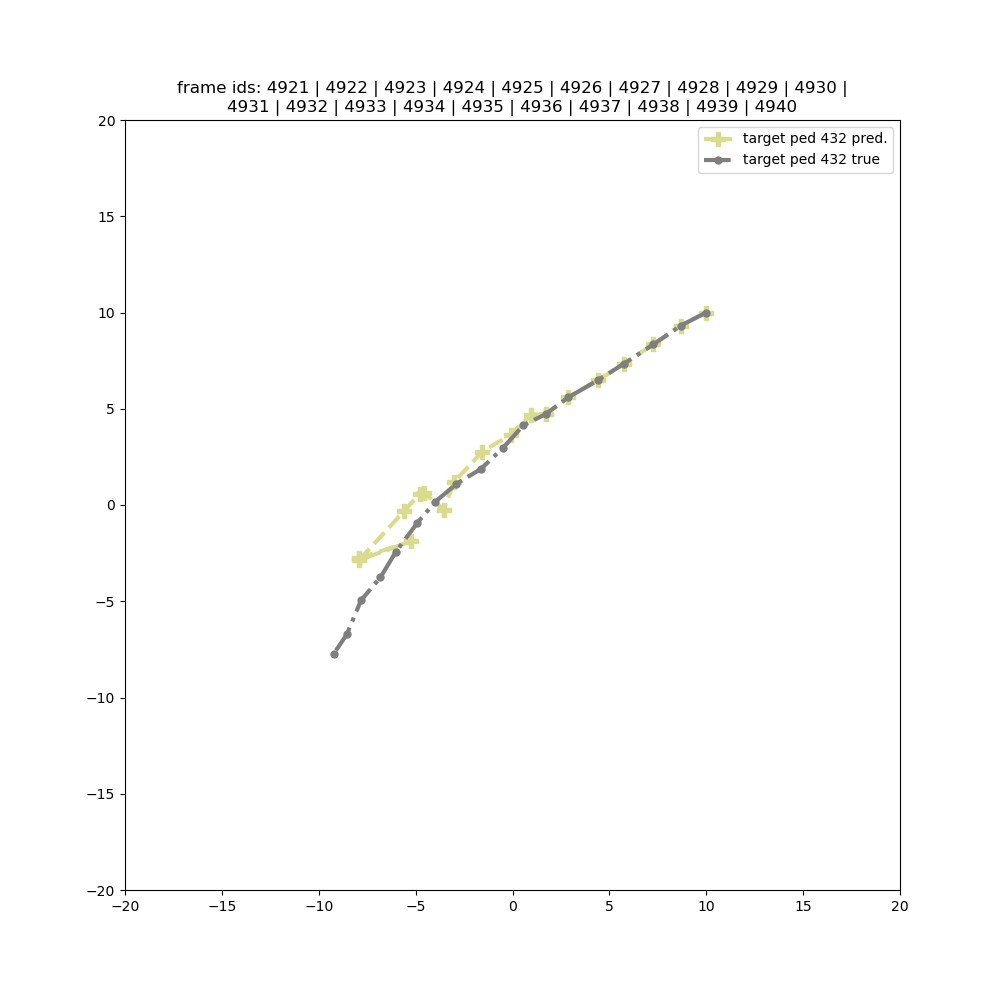 frame ids: 4921 | 4922 | 4923 | 4924 | 4925 | 4926 | 4927 | 4928 | 4929 | 4930 |
4931 | 4932 | 4933 | 4934 | 4935 | 4936 | 4937 | 4938 | 4939 | 4940
target ped 432 pred.
target ped 432 true
20
15
10
5
0
−5
−10
−15
−20
−20 −15 −10 −5 0 5 10 15 20